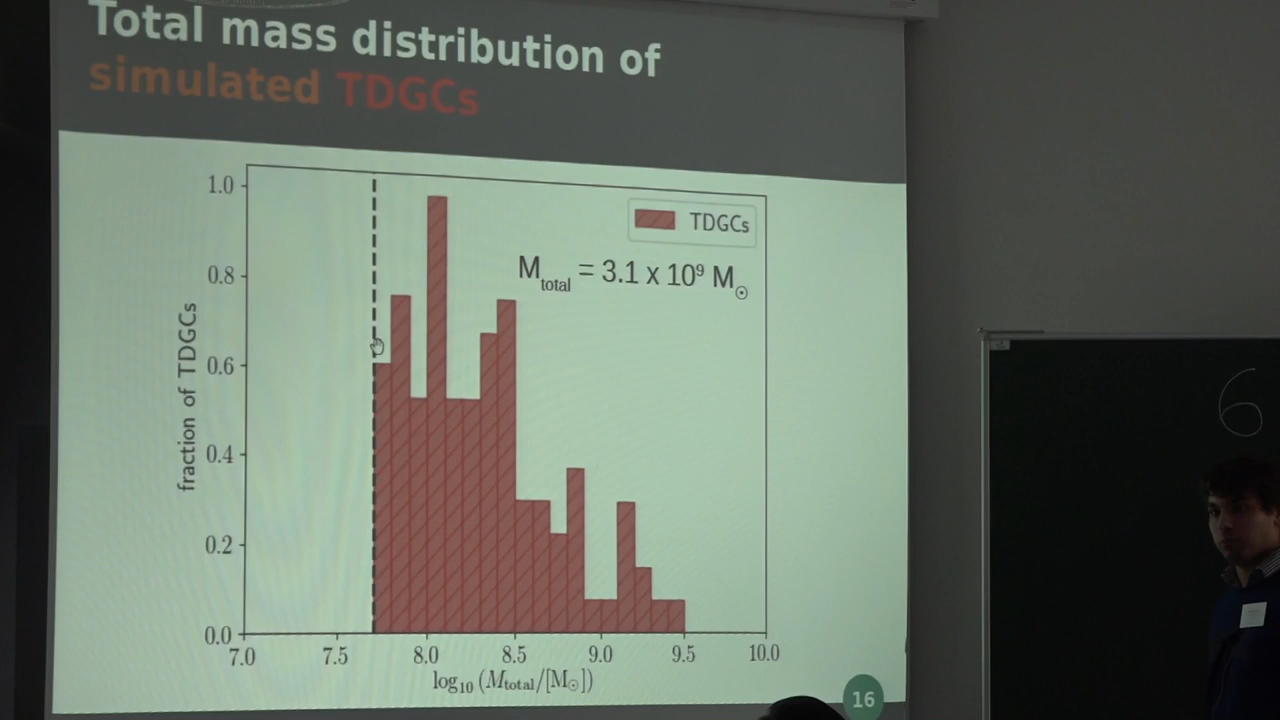 Total mass distribution of
simulated TDGCs
TDGCs
M_total = 3.1 x 10⁹ M_⊙
fraction of TDGCs
1.0
0.8
0.6
0.4
0.2
0.0
7.0 7.5 8.0 8.5 9.0 9.5 10.0
log₁₀ (M_total/[M_⊙])
16
6